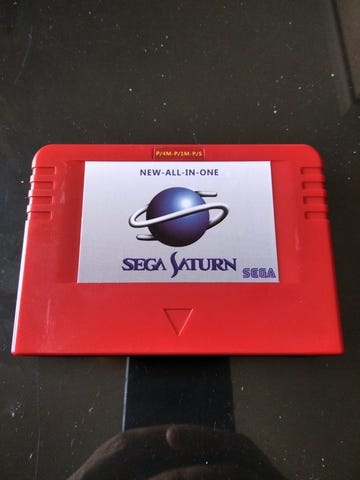 P/4M-P/1M-P/S
NEW-ALL-IN-ONE
SEGA SATURN
SEGA